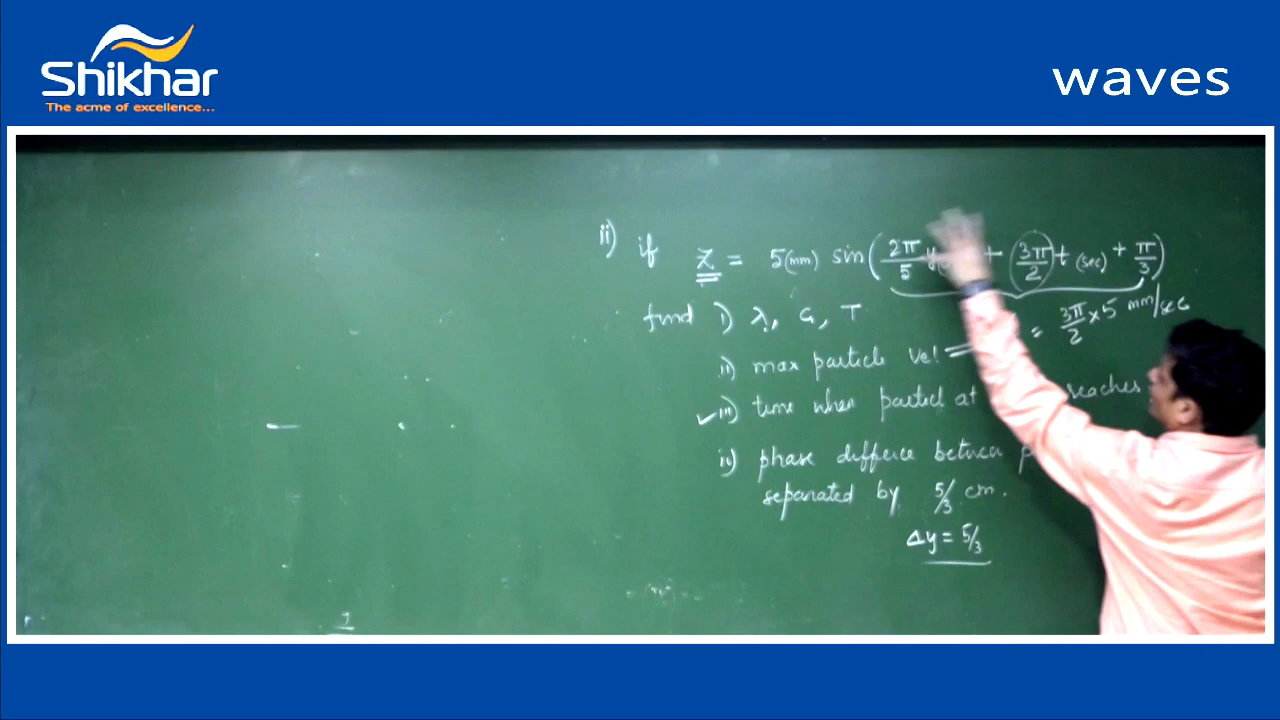 Shikhar
The acme of excellence...
waves
ii) if z = 5(mm) sin(2π/5 y + 3π/2 t (sec) + π/3)
find i) λ, T
= 3π/2 × 5 mm/sec
ii) max particle vel
✓ iii) time when particel at reaches
iv) phase differce between
separated by 5/3 cm.
Δy = 5/3